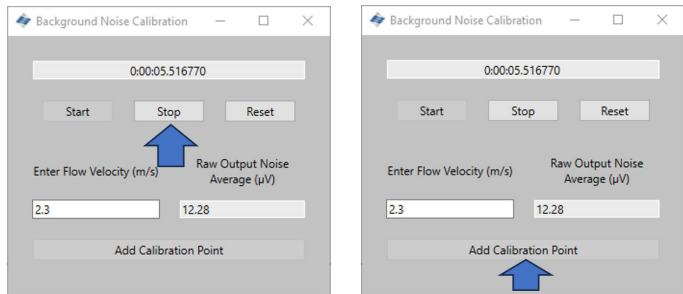 Background Noise Calibration
0:00:05.516770
Start Stop Reset
Enter Flow Velocity (m/s)
Raw Output Noise
Average (µV)
2.3
12.28
Add Calibration Point
Background Noise Calibration
0:00:05.516770
Start Stop Reset
Enter Flow Velocity (m/s)
Raw Output Noise
Average (µV)
2.3
12.28
Add Calibration Point